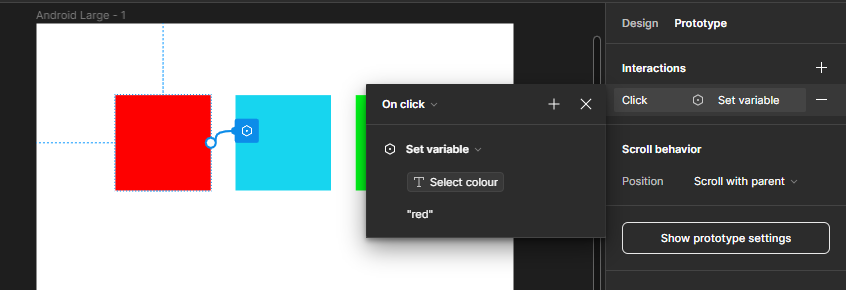 Android Large - 1
Design Prototype
Interactions
Click Set variable
On click
Set variable
Select colour
"red"
Scroll behavior
Position Scroll with parent
Show prototype settings